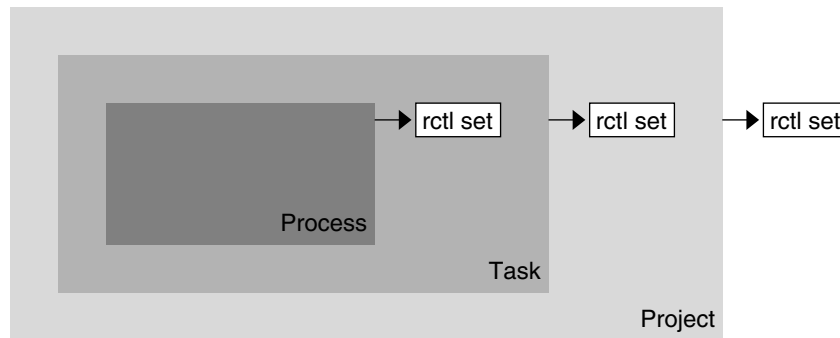 rctl set
rctl set
rctl set
Process
Task
Project